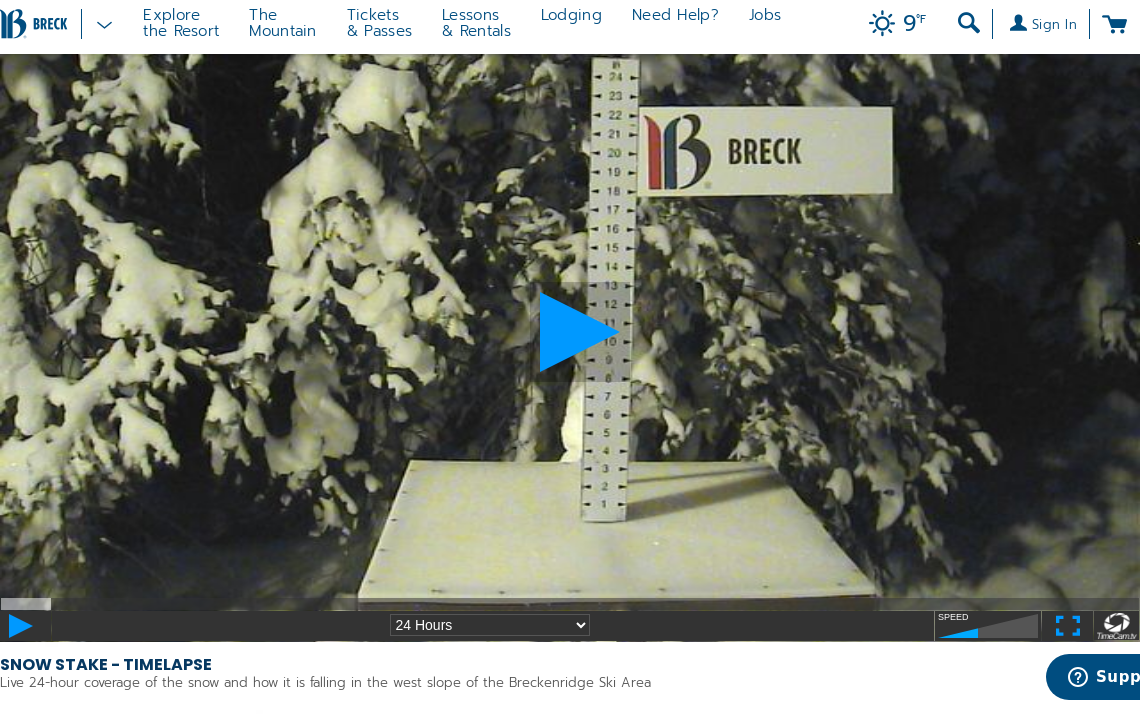 BRECK
Explore
the Resort
The
Mountain
Tickets
& Passes
Lessons
& Rentals
Lodging
Need Help?
Jobs
9°F
Sign In
24
23
22
21
20
19
18
17
16
15
14
13
12
11
10
9
8
7
6
5
4
3
2
1
BRECK
24 Hours
SPEED
TimeCam.tv
SNOW STAKE - TIMELAPSE
Live 24-hour coverage of the snow and how it is falling in the west slope of the Breckenridge Ski Area
Supp